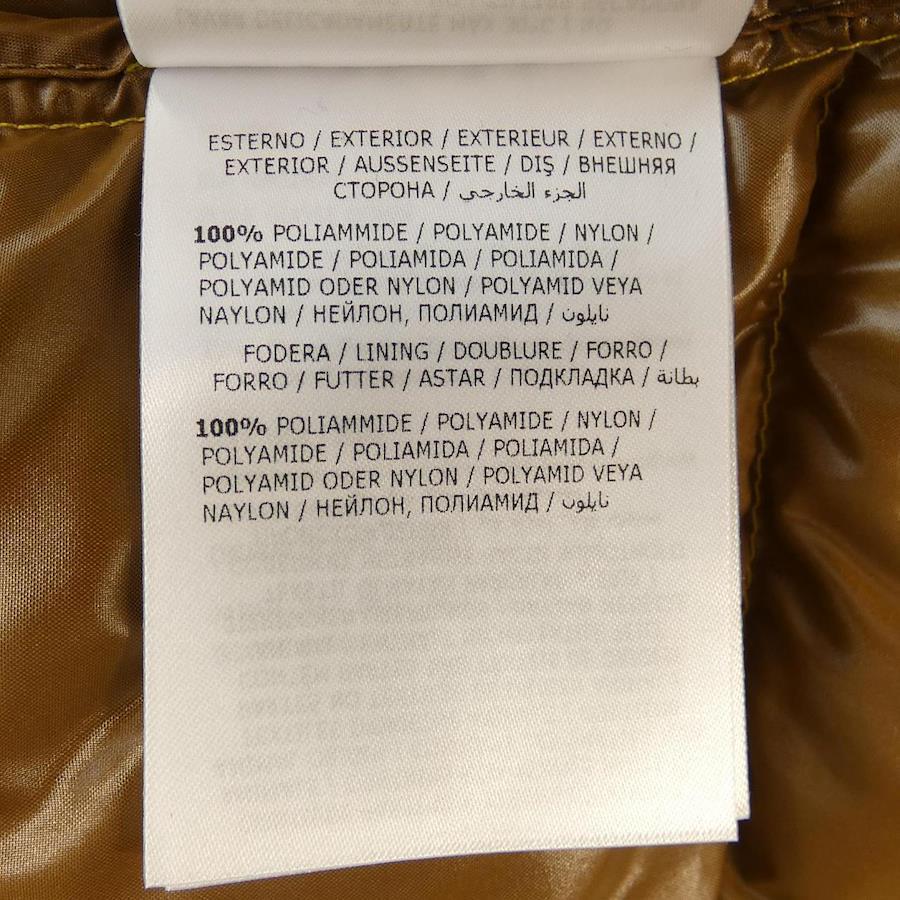 ESTERNO / EXTERIOR / EXTERIEUR / EXTERNO /
EXTERIOR / AUSSENSEITE / DIŞ / ВНЕШНЯЯ
СТОРОНА / الجزء الخارجي
100% POLIAMMIDE / POLYAMIDE / NYLON /
POLYAMIDE / POLIAMIDA / POLIAMIDA /
POLYAMID ODER NYLON / POLYAMID VEYA
NAYLON / НЕЙЛОН, ПОЛИАМИД / نايلون
FODERA / LINING / DOUBLURE / FORRO /
FORRO / FUTTER / ASTAR / ПОДКЛАДКА / بطانة
100% POLIAMMIDE / POLYAMIDE / NYLON /
POLYAMIDE / POLIAMIDA / POLIAMIDA /
POLYAMID ODER NYLON / POLYAMID VEYA
NAYLON / НЕЙЛОН, ПОЛИАМИД / نايلون